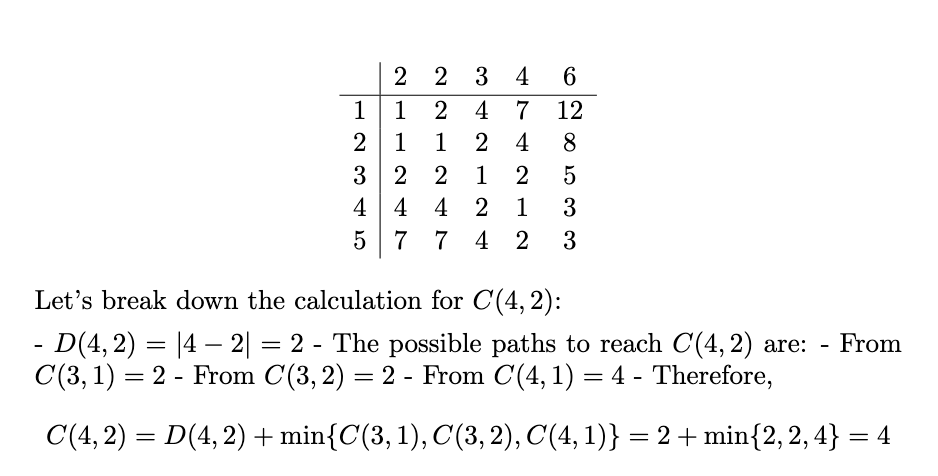 2 2 3 4 6
1 1 2 4 7 12
2 1 1 2 4 8
3 2 2 1 2 5
4 4 4 2 1 3
5 7 7 4 2 3
Let's break down the calculation for C(4, 2):
- D(4, 2) = |4 − 2| = 2 - The possible paths to reach C(4, 2) are: - From
C(3, 1) = 2 - From C(3, 2) = 2 - From C(4, 1) = 4 - Therefore,
C(4, 2) = D(4, 2) + min{C(3, 1), C(3, 2), C(4, 1)} = 2 + min{2, 2, 4} = 4